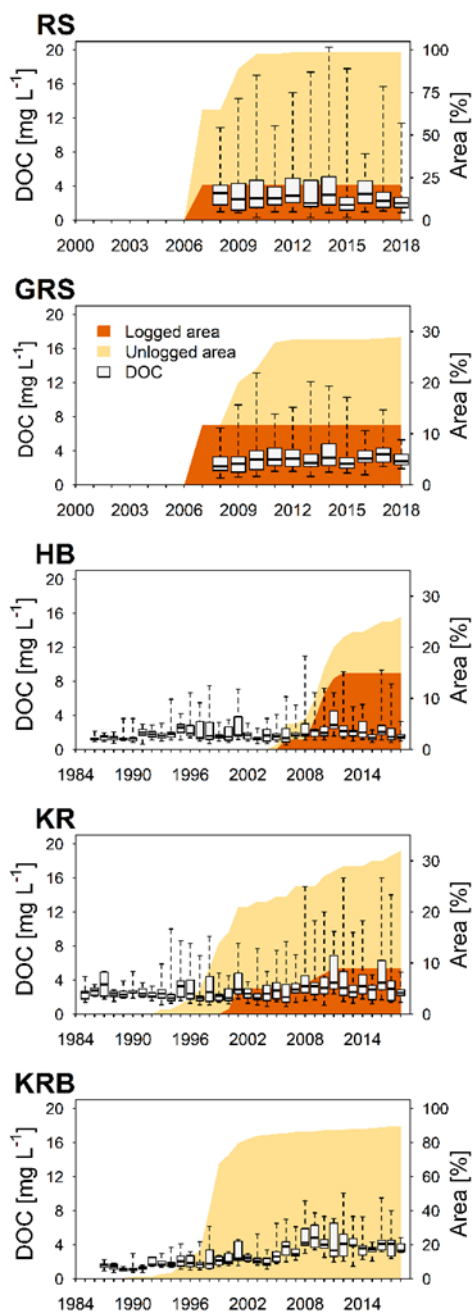 RS
DOC [mg L-1]
20
16
12
8
4
0
100
75
50
25
0
Area [%]
2000 2003 2006 2009 2012 2015 2018
GRS
DOC [mg L-1]
20
16
12
8
4
0
Logged area
Unlogged area
DOC
30
20
10
0
Area [%]
2000 2003 2006 2009 2012 2015 2018
HB
DOC [mg L-1]
20
16
12
8
4
0
30
20
10
0
Area [%]
1984 1990 1996 2002 2008 2014
KR
DOC [mg L-1]
20
16
12
8
4
0
30
20
10
0
Area [%]
1984 1990 1996 2002 2008 2014
KRB
DOC [mg L-1]
20
16
12
8
4
0
100
80
60
40
20
0
Area [%]
1984 1990 1996 2002 2008 2014